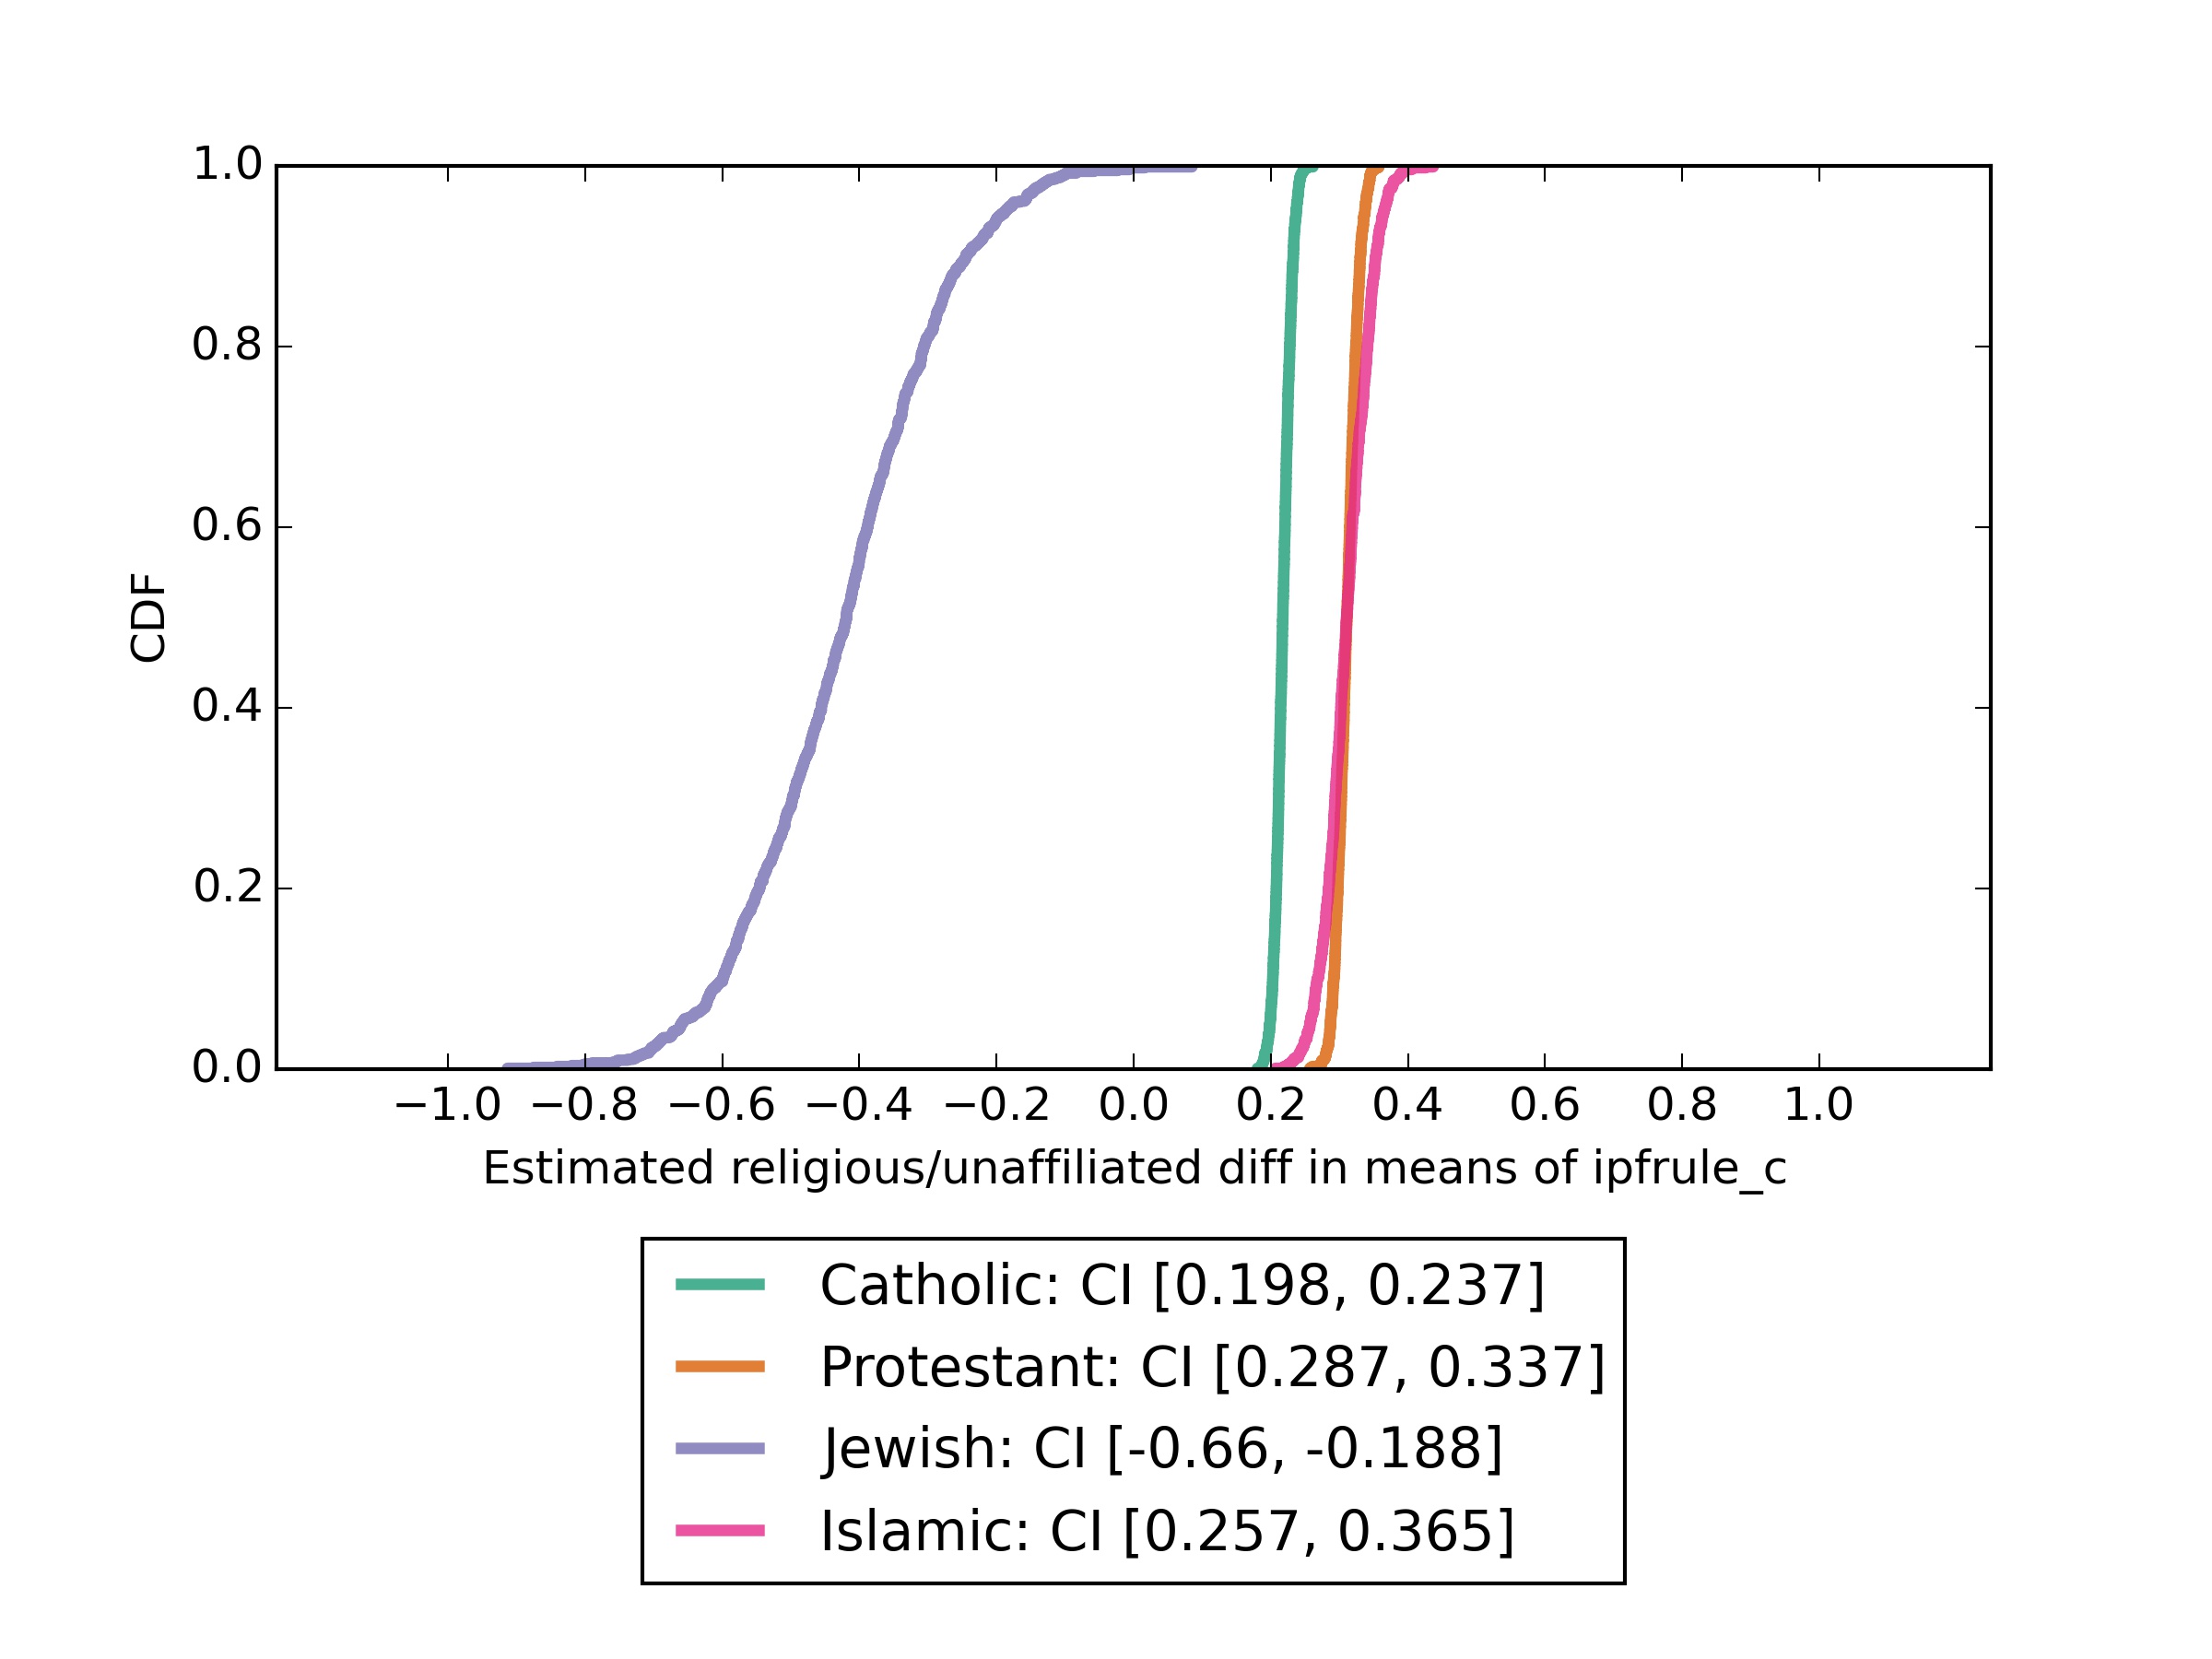 1.0
0.8
0.6
0.4
0.2
0.0
CDF
−1.0 −0.8 −0.6 −0.4 −0.2 0.0 0.2 0.4 0.6 0.8 1.0
Estimated religious/unaffiliated diff in means of ipfrule_c
Catholic: CI [0.198, 0.237]
Protestant: CI [0.287, 0.337]
Jewish: CI [-0.66, -0.188]
Islamic: CI [0.257, 0.365]